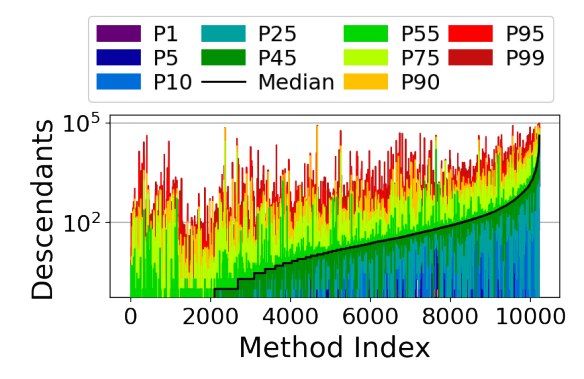 P1 P25 P55 P95
P5 P45 P75 P99
P10 Median P90
10^5
10^2
Descendants
0 2000 4000 6000 8000 10000
Method Index